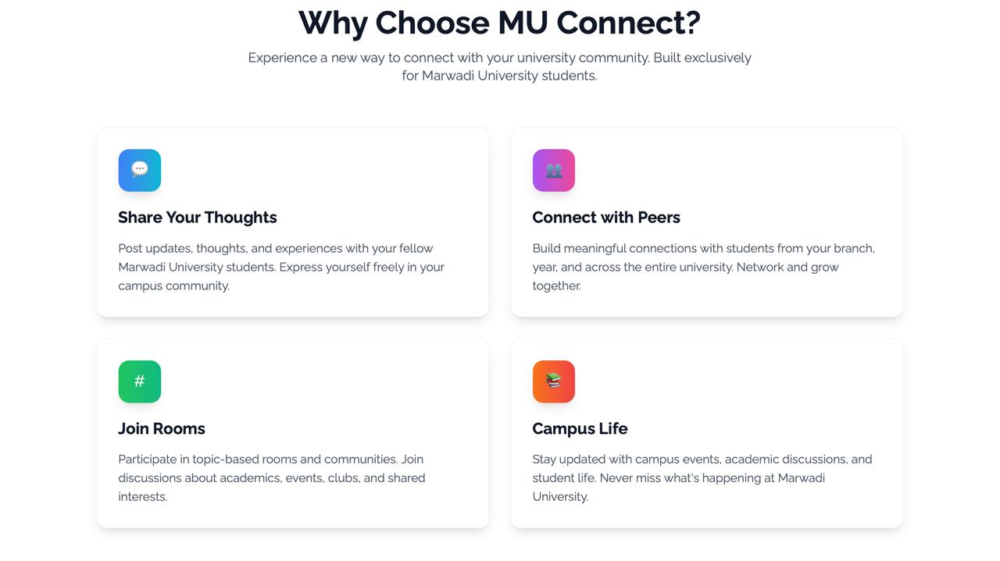 Why Choose MU Connect?
Experience a new way to connect with your university community. Built exclusively
for Marwadi University students.
Share Your Thoughts
Post updates, thoughts, and experiences with your fellow
Marwadi University students. Express yourself freely in your
campus community.
Connect with Peers
Build meaningful connections with students from your branch,
year, and across the entire university. Network and grow
together.
#
Join Rooms
Participate in topic-based rooms and communities. Join
discussions about academics, events, clubs, and shared
interests.
Campus Life
Stay updated with campus events, academic discussions, and
student life. Never miss what's happening at Marwadi
University.